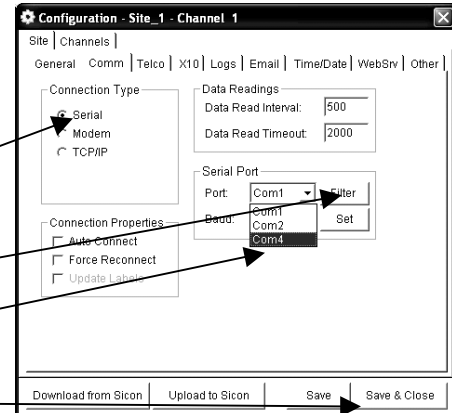 Configuration - Site_1 - Channel 1
Site Channels
General Comm Telco X10 Logs Email Time/Date WebSrv Other
Connection Type
Serial
Modem
TCP/IP
Data Readings
Data Read Interval: 500
Data Read Timeout: 2000
Serial Port
Port: Com1 Filter
Baud: Set
Com1
Com2
Com4
Connection Properties
Auto Connect
Force Reconnect
Update Labels
Download from Sicon Upload to Sicon Save Save & Close